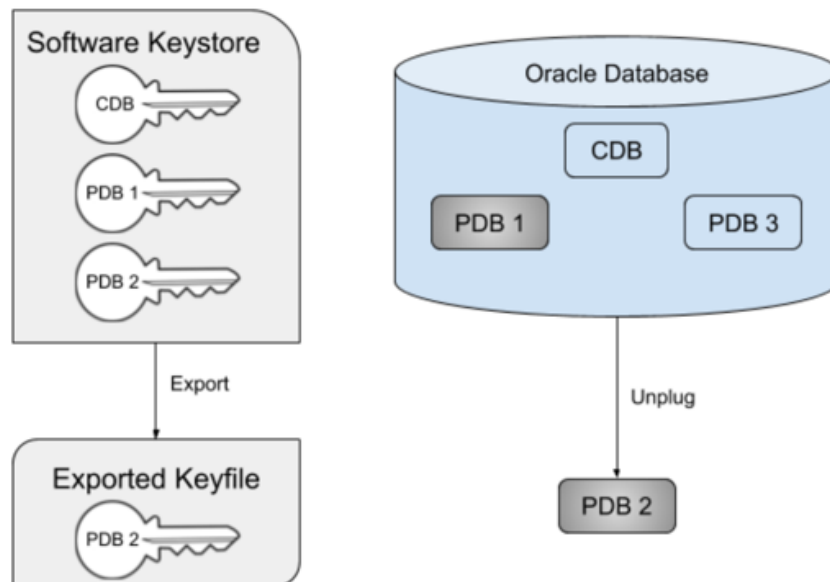 Software Keystore
CDB
PDB 1
PDB 2
Export
Exported Keyfile
PDB 2
Oracle Database
CDB
PDB 1
PDB 3
Unplug
PDB 2